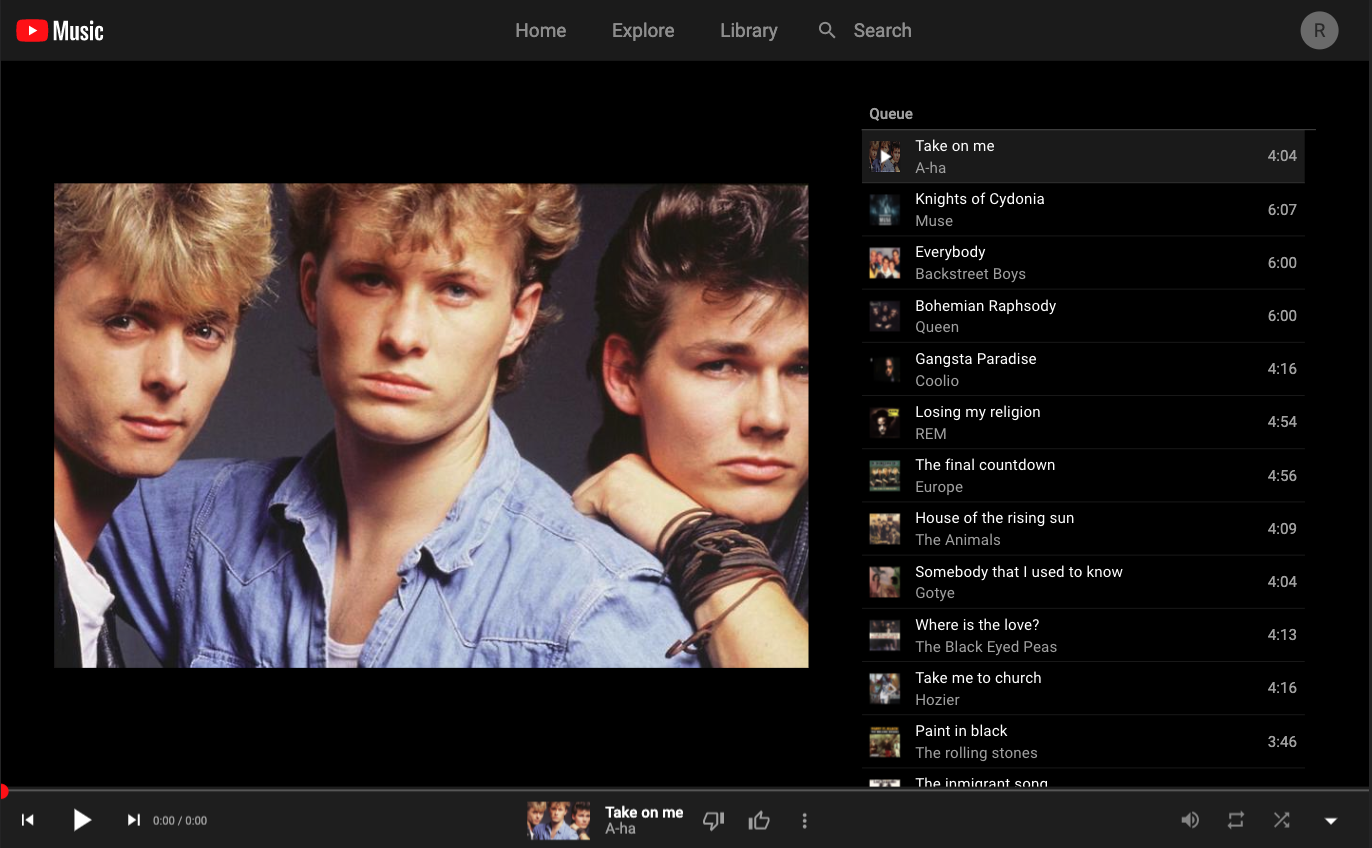 Music
Home
Explore
Library
Search
R
Queue
Take on me
A-ha
4:04
Knights of Cydonia
Muse
6:07
Everybody
Backstreet Boys
6:00
Bohemian Raphsody
Queen
6:00
Gangsta Paradise
Coolio
4:16
Losing my religion
REM
4:54
The final countdown
Europe
4:56
House of the rising sun
The Animals
4:09
Somebody that I used to know
Gotye
4:04
Where is the love?
The Black Eyed Peas
4:13
Take me to church
Hozier
4:16
Paint in black
The rolling stones
3:46
The inmigrant song
0:00 / 0:00
Take on me
A-ha